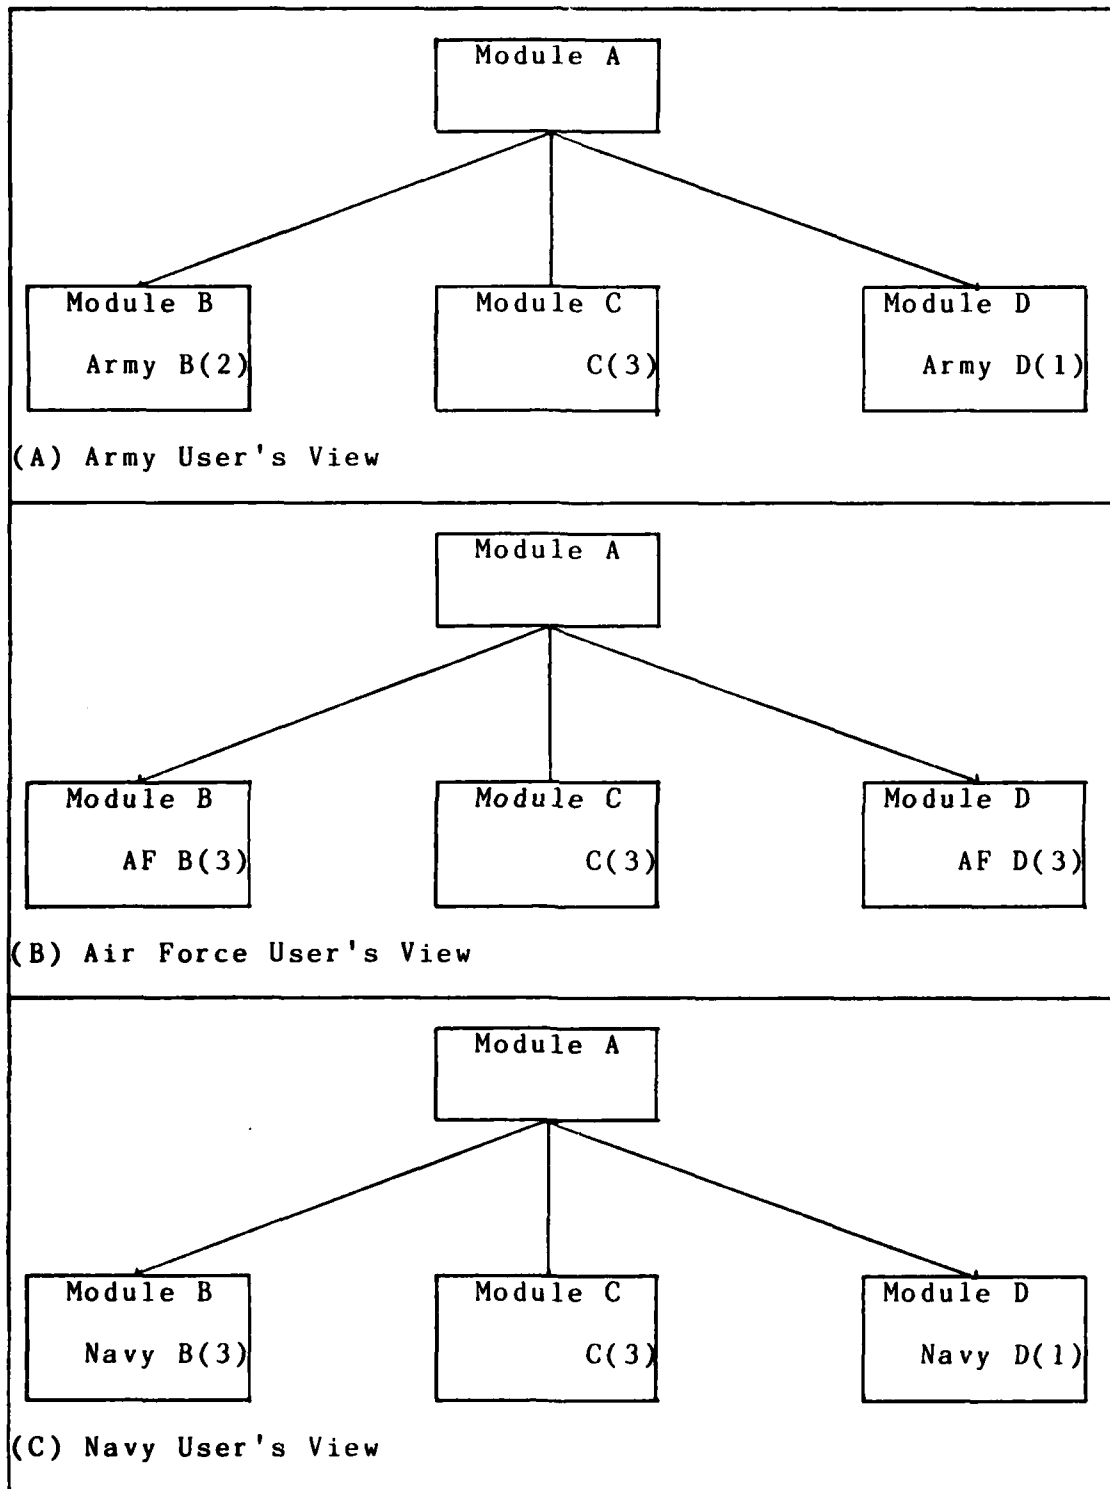 Module A
Module B Module C Module D
Army B(2) C(3) Army D(1)
(A) Army User's View
Module A
Module B Module C Module D
AF B(3) C(3) AF D(3)
(B) Air Force User's View
Module A
Module B Module C Module D
Navy B(3) C(3) Navy D(1)
(C) Navy User's View